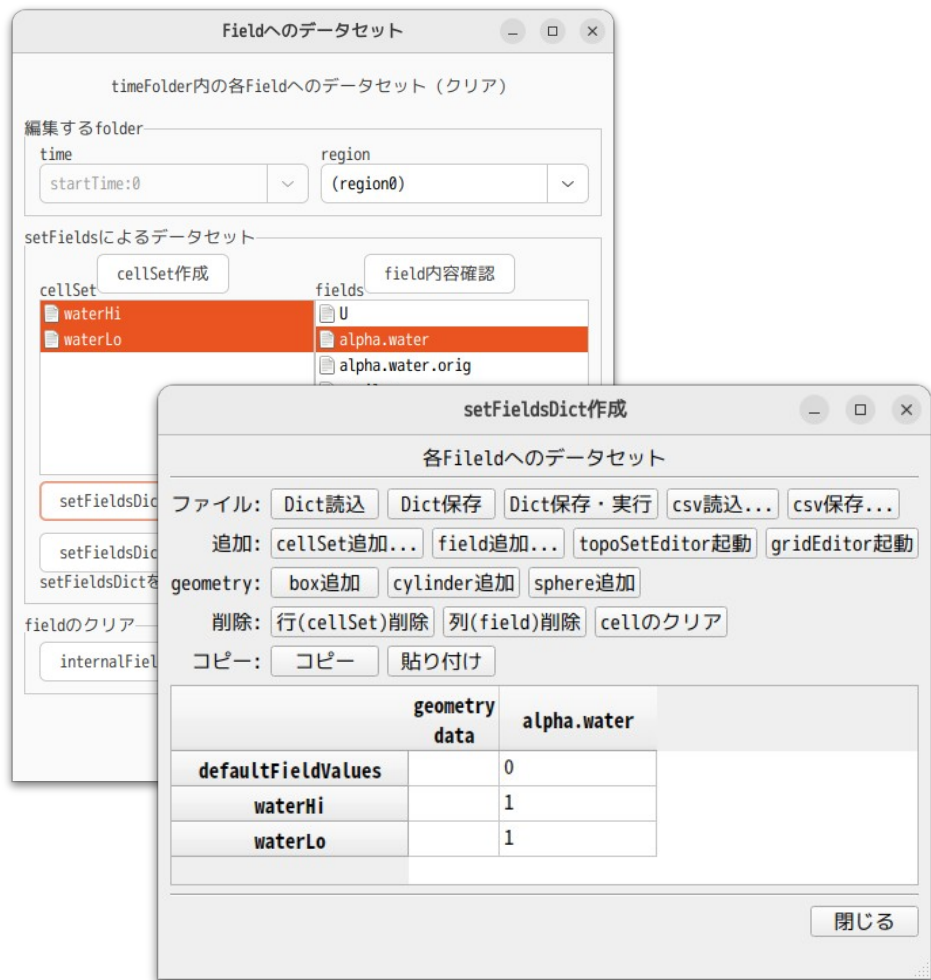 Fieldへのデータセット
timeFolder内の各Fieldへのデータセット（クリア）
編集するfolder
time region
startTime:0 (region0)
setFieldsによるデータセット
cellSet作成 field内容確認
cellSet fields
waterHi U
waterLo alpha.water
alpha.water.orig
setFieldsDic
setFieldsDic
setFieldsDictを
fieldのクリア
internalFiel
setFieldsDict作成
各Fileldへのデータセット
ファイル: Dict読込 Dict保存 Dict保存・実行 csv読込... csv保存...
追加: cellSet追加... field追加... topoSetEditor起動 gridEditor起動
geometry: box追加 cylinder追加 sphere追加
削除: 行(cellSet)削除 列(field)削除 cellのクリア
コピー: コピー 貼り付け
geometry
data alpha.water
defaultFieldValues 0
waterHi 1
waterLo 1
閉じる